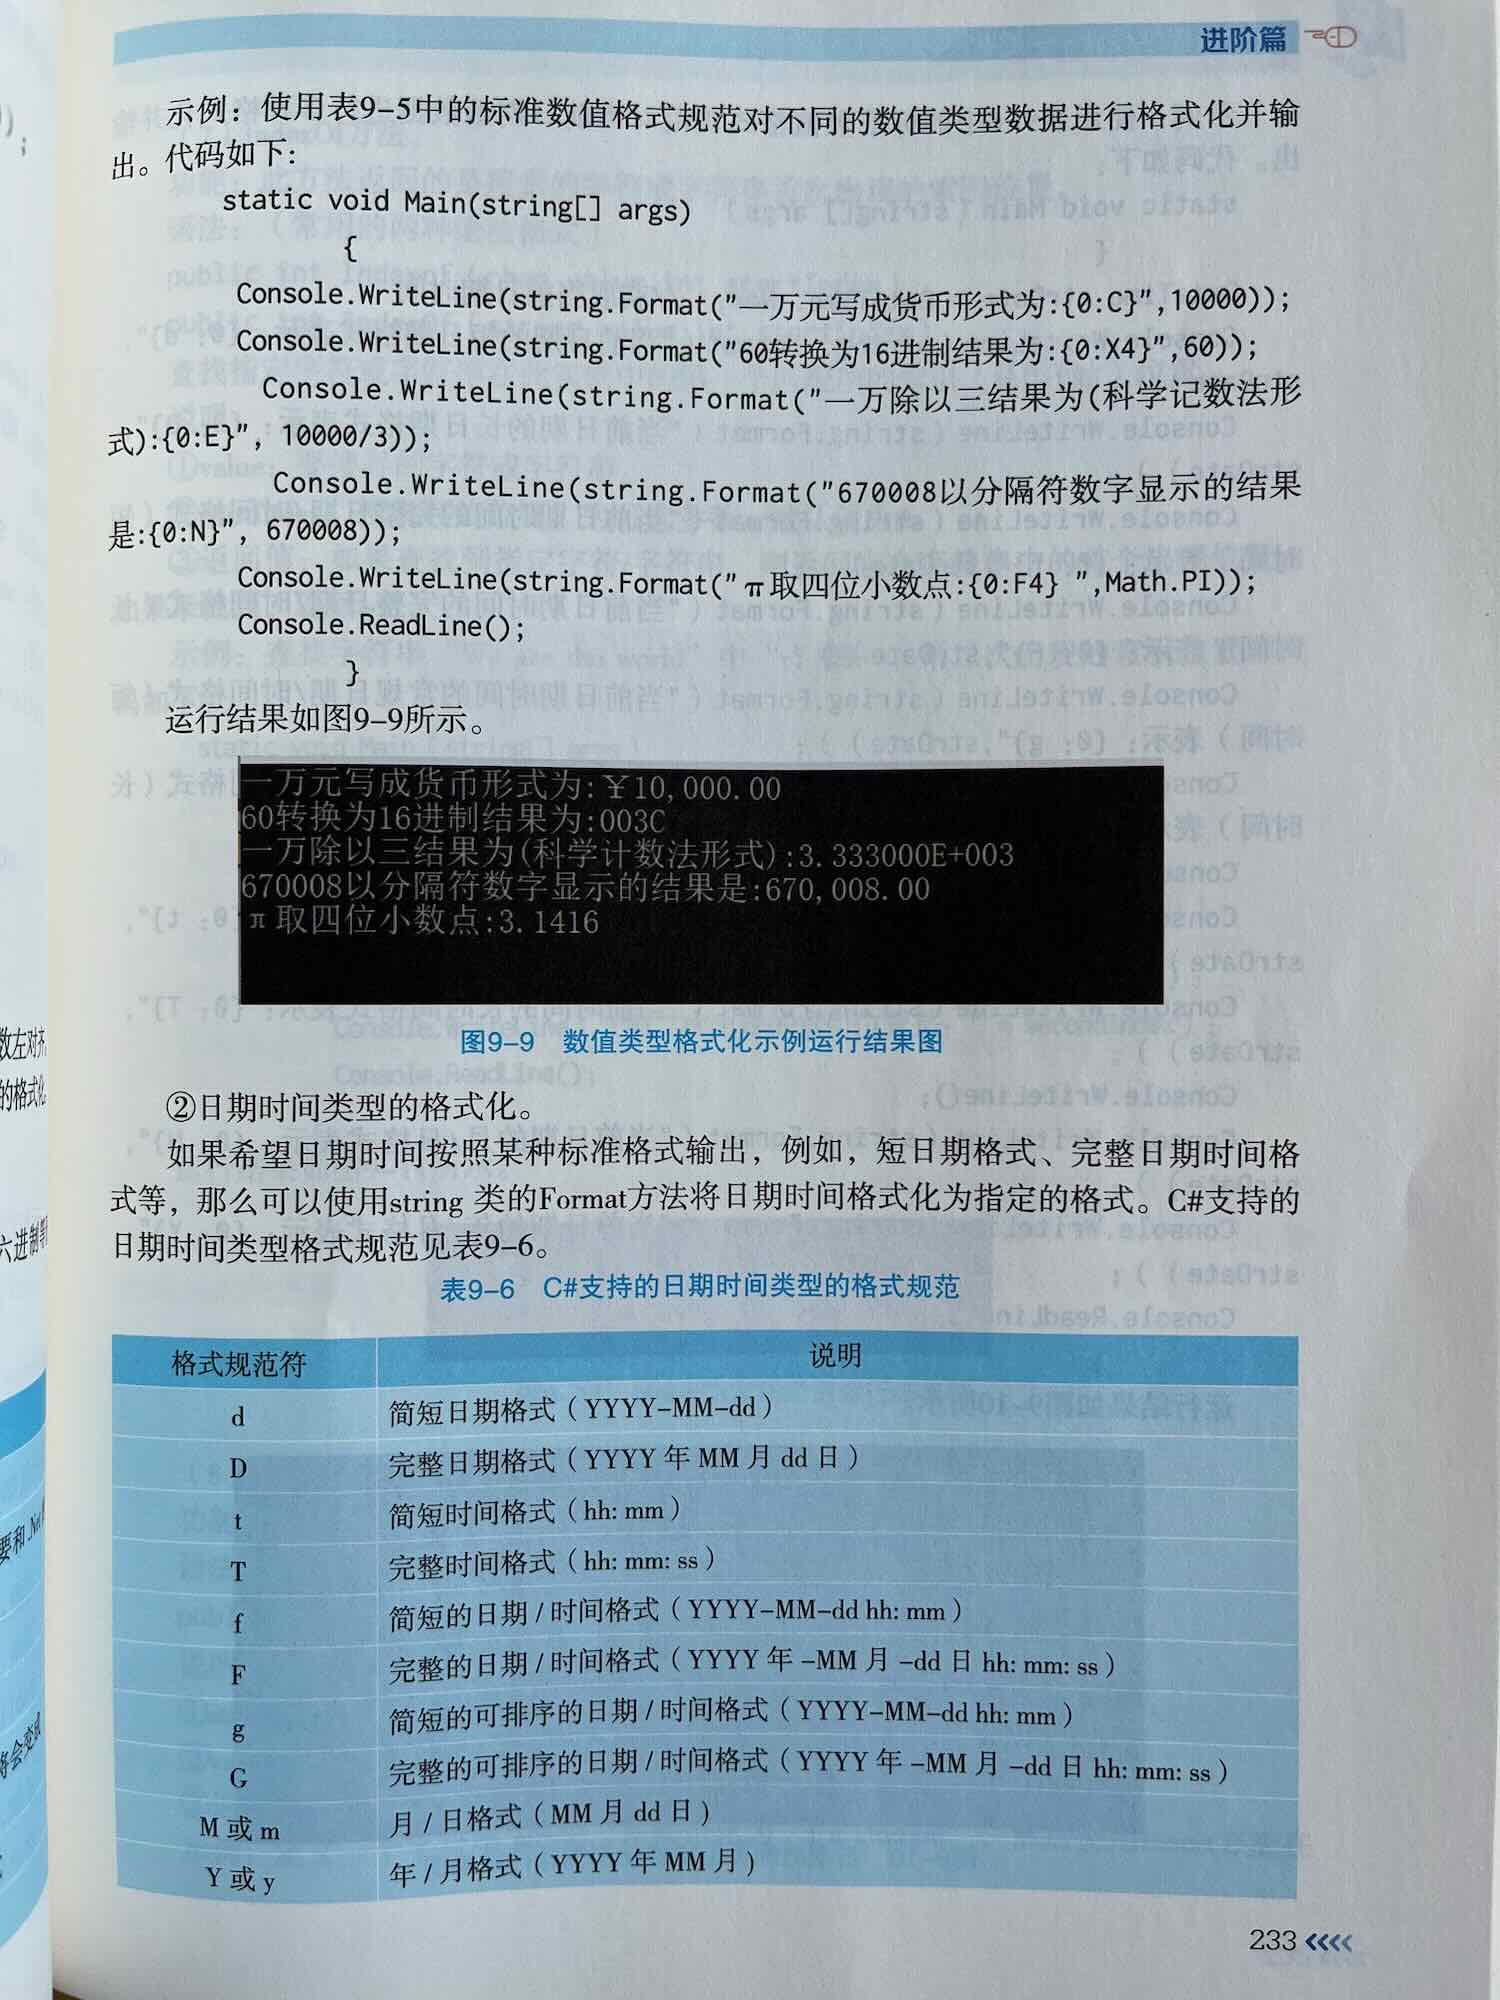 进阶篇
示例：使用表9-5中的标准数值格式规范对不同的数值类型数据进行格式化并输
出。代码如下：
static void Main(string[] args)
{
Console.WriteLine(string.Format("一万元写成货币形式为:{0:C}",10000));
Console.WriteLine(string.Format("60转换为16进制结果为:{0:X4}",60));
Console.WriteLine(string.Format("一万除以三结果为(科学记数法形
式):{0:E}", 10000/3));
Console.WriteLine(string.Format("670008以分隔符数字显示的结果
是:{0:N}", 670008));
Console.WriteLine(string.Format("π取四位小数点:{0:F4} ",Math.PI));
Console.ReadLine();
}
运行结果如图9-9所示。
一万元写成货币形式为:￥10,000.00
60转换为16进制结果为:003C
一万除以三结果为(科学计数法形式):3.333000E+003
670008以分隔符数字显示的结果是:670,008.00
π取四位小数点:3.1416
图9-9 数值类型格式化示例运行结果图
②日期时间类型的格式化。
如果希望日期时间按照某种标准格式输出，例如，短日期格式、完整日期时间格
式等，那么可以使用string 类的Format方法将日期时间格式化为指定的格式。C#支持的
日期时间类型格式规范见表9-6。
表9-6 C#支持的日期时间类型的格式规范
格式规范符 说明
d 简短日期格式（YYYY-MM-dd）
D 完整日期格式（YYYY 年 MM 月 dd 日）
t 简短时间格式（hh: mm）
T 完整时间格式（hh: mm: ss）
f 简短的日期 / 时间格式（YYYY-MM-dd hh: mm）
F 完整的日期 / 时间格式（YYYY 年 -MM 月 -dd 日 hh: mm: ss）
g 简短的可排序的日期 / 时间格式（YYYY-MM-dd hh: mm）
G 完整的可排序的日期 / 时间格式（YYYY 年 -MM 月 -dd 日 hh: mm: ss）
M 或 m 月 / 日格式（MM 月 dd 日）
Y 或 y 年 / 月格式（YYYY 年 MM 月）
233
数左对齐
的格式化
六进制等
要和 .Net
将会变成